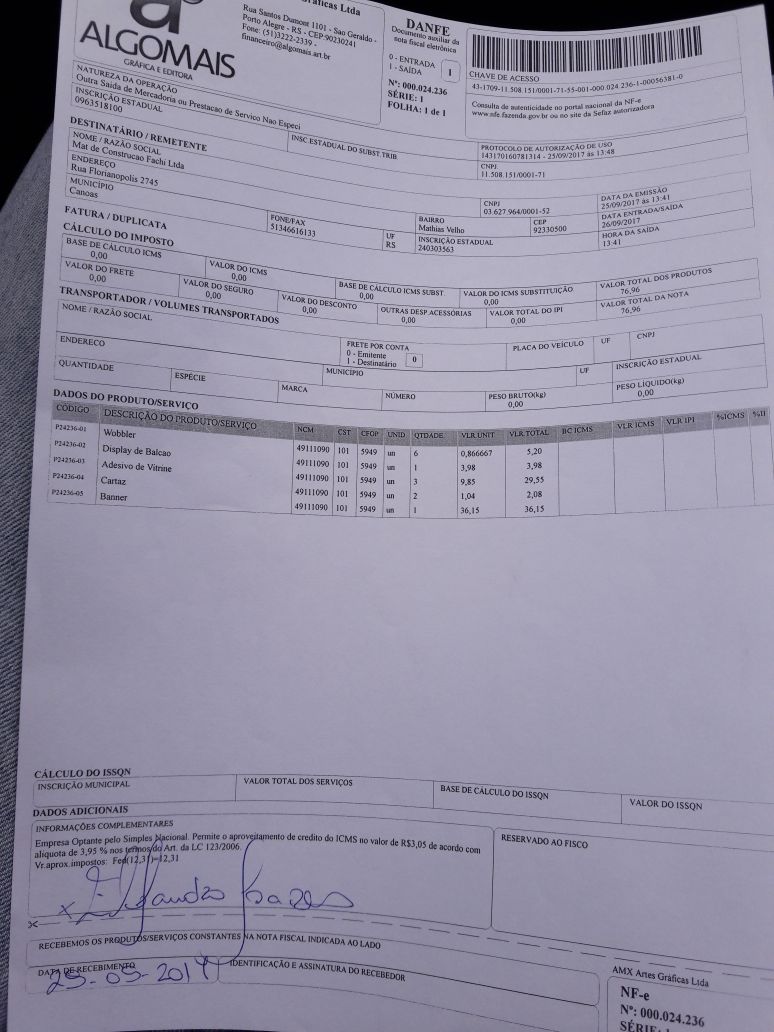 ALGOMAIS
GRÁFICA E EDITORA
ráficas Ltda
Rua Santos Dumont 1101 - Sao Geraldo -
Porto Alegre - RS - CEP:90230241
Fone: (51)3222-2339 -
financeiro@algomais.art.br
DANFE
Documento auxiliar da
nota fiscal eletrônica
0 - ENTRADA
1 - SAÍDA
1
Nº: 000.024.236
SÉRIE: 1
FOLHA: 1 de 1
CHAVE DE ACESSO
43-1709-11.508.151/0001-71-55-001-000.024.236-1-00056381-0
Consulta de autenticidade no portal nacional da NF-e
www.nfe.fazenda.gov.br ou no site da Sefaz autorizadora
NATUREZA DA OPERAÇÃO
Outra Saida de Mercadoria ou Prestacao de Servico Nao Especi
PROTOCOLO DE AUTORIZAÇÃO DE USO
143170160781314 - 25/09/2017 às 13:48
INSCRIÇÃO ESTADUAL
0963518100
INSC ESTADUAL DO SUBST.TRIB
CNPJ
11.508.151/0001-71
DESTINATÁRIO / REMETENTE
NOME / RAZÃO SOCIAL
Mat de Construcao Fachi Ltda
CNPJ
03.627.964/0001-52
DATA DA EMISSÃO
25/09/2017 às 13:41
ENDEREÇO
Rua Florianopolis 2745
BAIRRO
Mathias Velho
CEP
92330500
DATA ENTRADA/SAÍDA
26/09/2017
MUNICÍPIO
Canoas
FONE/FAX
51346616133
UF
RS
INSCRIÇÃO ESTADUAL
240303563
HORA DA SAÍDA
13:41
FATURA / DUPLICATA
CÁLCULO DO IMPOSTO
BASE DE CÁLCULO ICMS
0,00
VALOR DO ICMS
0,00
BASE DE CÁLCULO ICMS SUBST.
0,00
VALOR DO ICMS SUBSTITUIÇÃO
0,00
VALOR TOTAL DOS PRODUTOS
76,96
VALOR DO FRETE
0,00
VALOR DO SEGURO
0,00
VALOR DO DESCONTO
0,00
OUTRAS DESP ACESSÓRIAS
0,00
VALOR TOTAL DO IPI
0,00
VALOR TOTAL DA NOTA
76,96
TRANSPORTADOR / VOLUMES TRANSPORTADOS
NOME / RAZÃO SOCIAL
FRETE POR CONTA
0 - Emitente
1 - Destinatário
0
PLACA DO VEÍCULO
UF
CNPJ
ENDERECO
MUNICÍPIO
UF
INSCRIÇÃO ESTADUAL
QUANTIDADE
ESPÉCIE
MARCA
NÚMERO
PESO BRUTO(kg)
0,00
PESO LÍQUIDO(kg)
0,00
DADOS DO PRODUTO/SERVIÇO
CÓDIGO DESCRIÇÃO DO PRODUTO/SERVIÇO NCM CST CFOP UNID QTDADE VLR UNIT VLR TOTAL BC ICMS VLR ICMS VLR IPI %ICMS %II
P24236-01 Wobbler 49111090 101 5949 un 6 0,866667 5,20
P24236-02 Display de Balcao 49111090 101 5949 un 1 3,98 3,98
P24236-03 Adesivo de Vitrine 49111090 101 5949 un 3 9,85 29,55
P24236-04 Cartaz 49111090 101 5949 un 2 1,04 2,08
P24236-05 Banner 49111090 101 5949 un 1 36,15 36,15
CÁLCULO DO ISSQN
INSCRIÇÃO MUNICIPAL
VALOR TOTAL DOS SERVIÇOS
BASE DE CÁLCULO DO ISSQN
VALOR DO ISSQN
DADOS ADICIONAIS
INFORMAÇÕES COMPLEMENTARES
Empresa Optante pelo Simples Nacional. Permite o aproveitamento de credito do ICMS no valor de R$3,05 de acordo com
aliquota de 3,95 % nos termos do Art. da LC 123/2006.
Vr.aprox.impostos: Fed(12,31)=12,31
RESERVADO AO FISCO
x
RECEBEMOS OS PRODUTOS/SERVIÇOS CONSTANTES NA NOTA FISCAL INDICADA AO LADO
DATA DE RECEBIMENTO
IDENTIFICAÇÃO E ASSINATURA DO RECEBEDOR
AMX Artes Gráficas Ltda
NF-e
Nº: 000.024.236
SÉRIE: 1